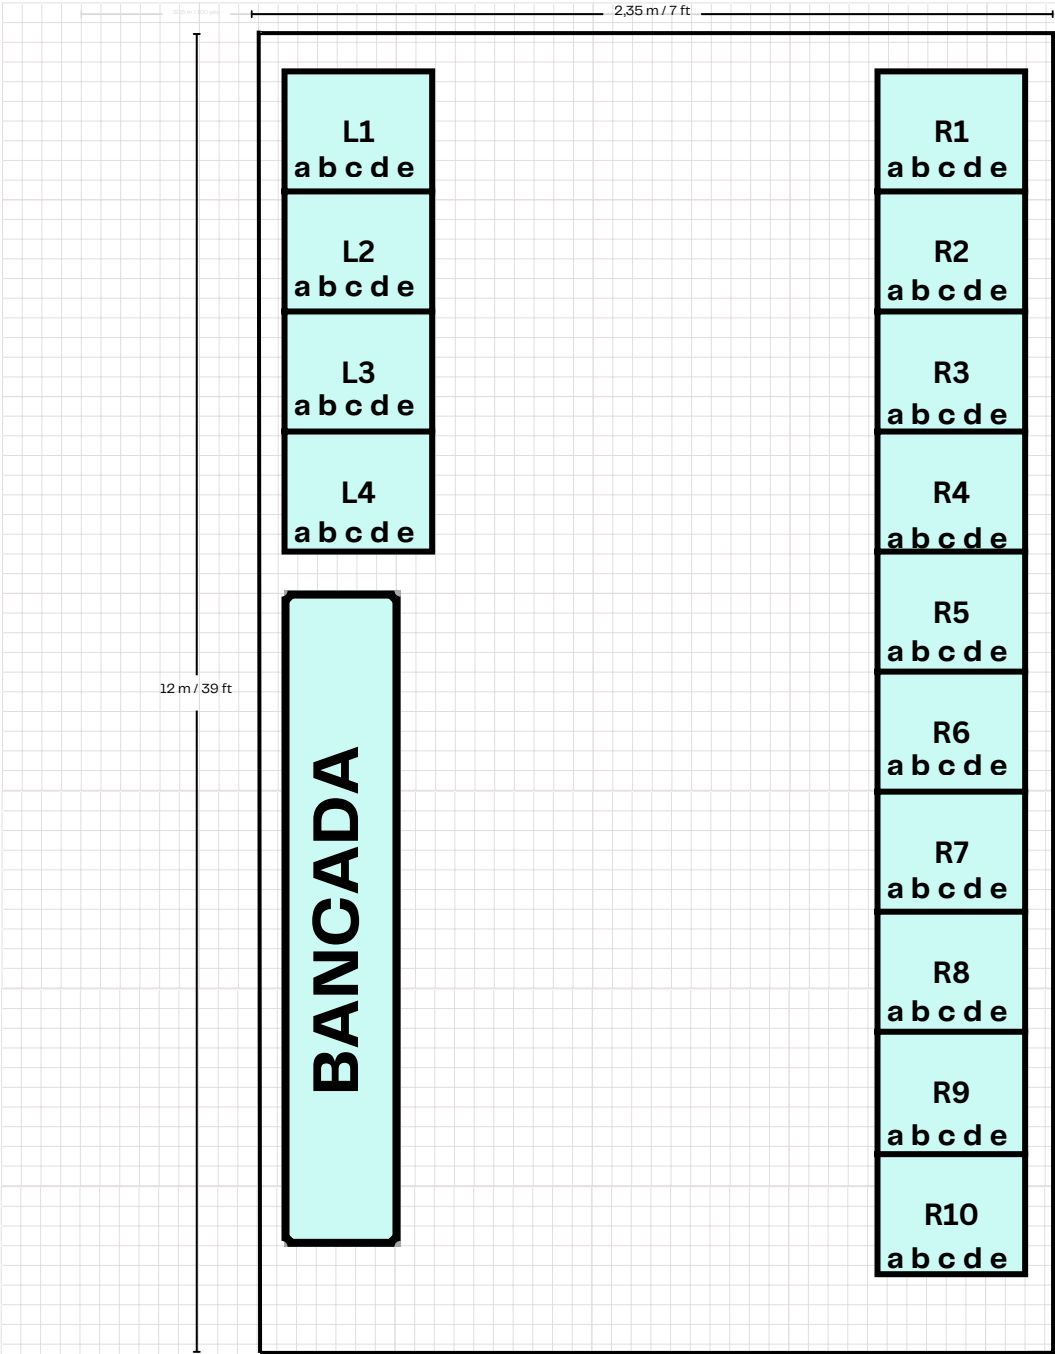 2,35 m / 7 ft
L1
a b c d e
L2
a b c d e
L3
a b c d e
L4
a b c d e
BANCADA
12 m / 39 ft
R1
a b c d e
R2
a b c d e
R3
a b c d e
R4
a b c d e
R5
a b c d e
R6
a b c d e
R7
a b c d e
R8
a b c d e
R9
a b c d e
R10
a b c d e